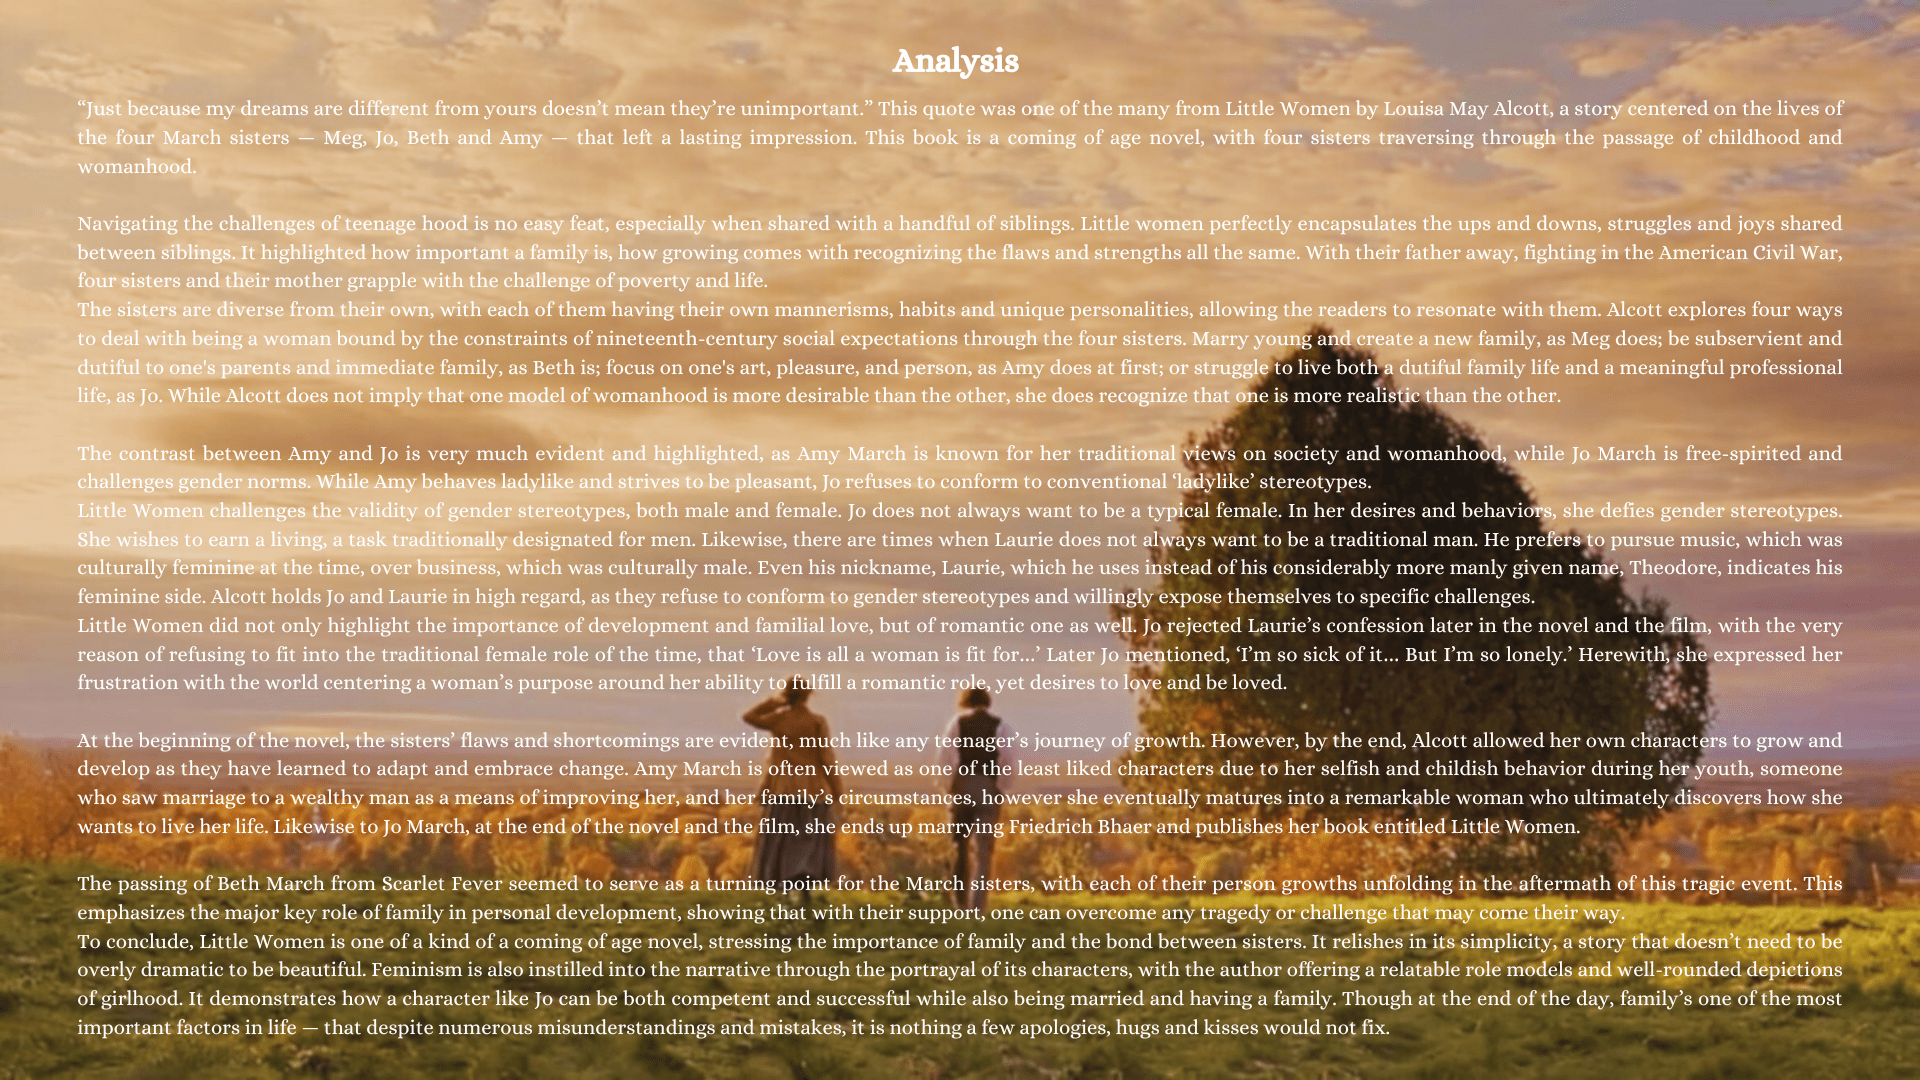 Analysis
“Just because my dreams are different from yours doesn’t mean they’re unimportant.” This quote was one of the many from Little Women by Louisa May Alcott, a story centered on the lives of
the four March sisters — Meg, Jo, Beth and Amy — that left a lasting impression. This book is a coming of age novel, with four sisters traversing through the passage of childhood and
womanhood.
Navigating the challenges of teenage hood is no easy feat, especially when shared with a handful of siblings. Little women perfectly encapsulates the ups and downs, struggles and joys shared
between siblings. It highlighted how important a family is, how growing comes with recognizing the flaws and strengths all the same. With their father away, fighting in the American Civil War,
four sisters and their mother grapple with the challenge of poverty and life.
The sisters are diverse from their own, with each of them having their own mannerisms, habits and unique personalities, allowing the readers to resonate with them. Alcott explores four ways
to deal with being a woman bound by the constraints of nineteenth-century social expectations through the four sisters. Marry young and create a new family, as Meg does; be subservient and
dutiful to one's parents and immediate family, as Beth is; focus on one's art, pleasure, and person, as Amy does at first; or struggle to live both a dutiful family life and a meaningful professional
life, as Jo. While Alcott does not imply that one model of womanhood is more desirable than the other, she does recognize that one is more realistic than the other.
The contrast between Amy and Jo is very much evident and highlighted, as Amy March is known for her traditional views on society and womanhood, while Jo March is free-spirited and
challenges gender norms. While Amy behaves ladylike and strives to be pleasant, Jo refuses to conform to conventional ‘ladylike’ stereotypes.
Little Women challenges the validity of gender stereotypes, both male and female. Jo does not always want to be a typical female. In her desires and behaviors, she defies gender stereotypes.
She wishes to earn a living, a task traditionally designated for men. Likewise, there are times when Laurie does not always want to be a traditional man. He prefers to pursue music, which was
culturally feminine at the time, over business, which was culturally male. Even his nickname, Laurie, which he uses instead of his considerably more manly given name, Theodore, indicates his
feminine side. Alcott holds Jo and Laurie in high regard, as they refuse to conform to gender stereotypes and willingly expose themselves to specific challenges.
Little Women did not only highlight the importance of development and familial love, but of romantic one as well. Jo rejected Laurie’s confession later in the novel and the film, with the very
reason of refusing to fit into the traditional female role of the time, that ‘Love is all a woman is fit for...’ Later Jo mentioned, ‘I’m so sick of it... But I’m so lonely.’ Herewith, she expressed her
frustration with the world centering a woman’s purpose around her ability to fulfill a romantic role, yet desires to love and be loved.
At the beginning of the novel, the sisters’ flaws and shortcomings are evident, much like any teenager’s journey of growth. However, by the end, Alcott allowed her own characters to grow and
develop as they have learned to adapt and embrace change. Amy March is often viewed as one of the least liked characters due to her selfish and childish behavior during her youth, someone
who saw marriage to a wealthy man as a means of improving her, and her family’s circumstances, however she eventually matures into a remarkable woman who ultimately discovers how she
wants to live her life. Likewise to Jo March, at the end of the novel and the film, she ends up marrying Friedrich Bhaer and publishes her book entitled Little Women.
The passing of Beth March from Scarlet Fever seemed to serve as a turning point for the March sisters, with each of their person growths unfolding in the aftermath of this tragic event. This
emphasizes the major key role of family in personal development, showing that with their support, one can overcome any tragedy or challenge that may come their way.
To conclude, Little Women is one of a kind of a coming of age novel, stressing the importance of family and the bond between sisters. It relishes in its simplicity, a story that doesn’t need to be
overly dramatic to be beautiful. Feminism is also instilled into the narrative through the portrayal of its characters, with the author offering a relatable role models and well-rounded depictions
of girlhood. It demonstrates how a character like Jo can be both competent and successful while also being married and having a family. Though at the end of the day, family’s one of the most
important factors in life — that despite numerous misunderstandings and mistakes, it is nothing a few apologies, hugs and kisses would not fix.